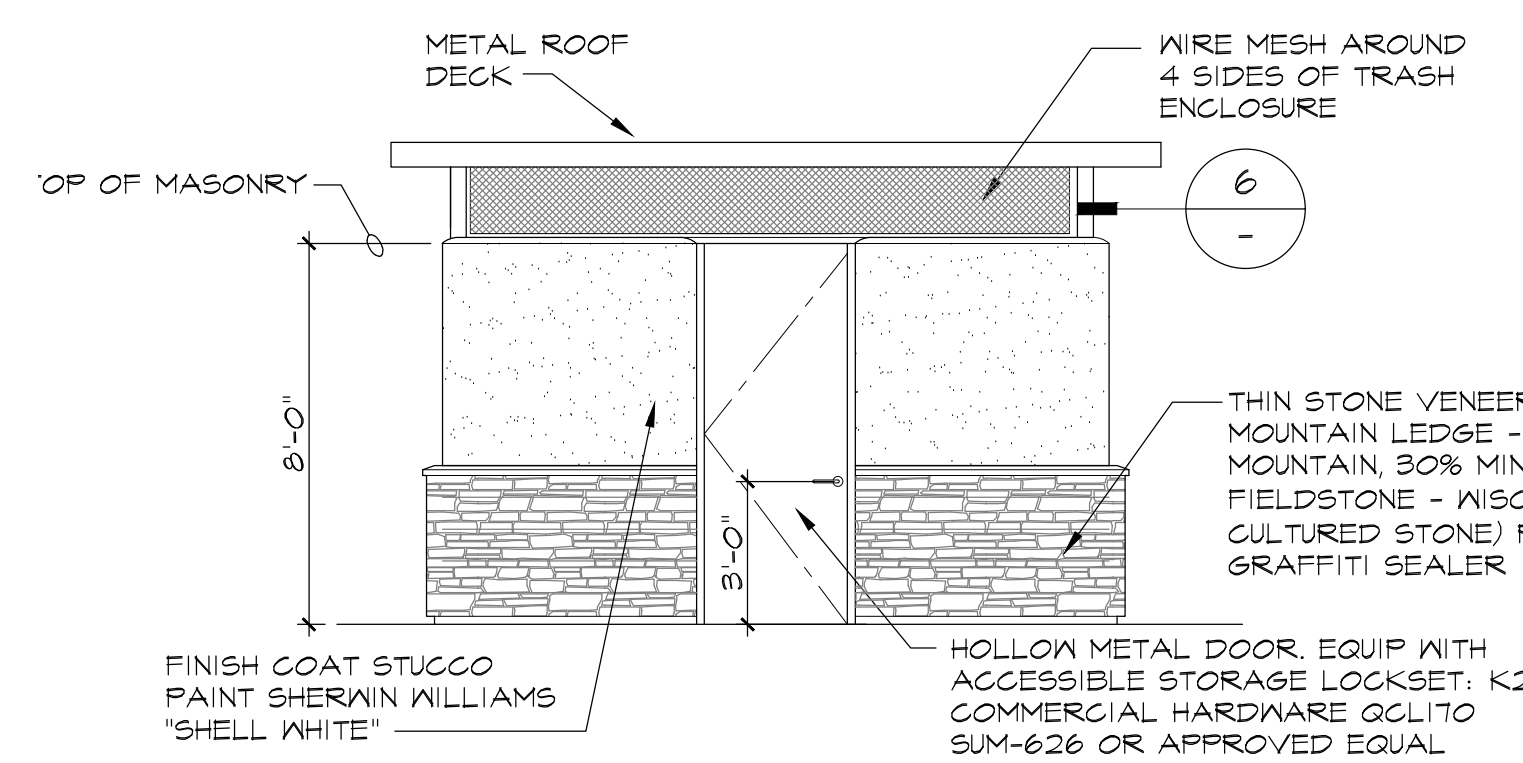 METAL ROOF
DECK
WIRE MESH AROUND
4 SIDES OF TRASH
ENCLOSURE
OP OF MASONRY
6
-
8'-0"
3'-0"
THIN STONE VENEER
MOUNTAIN LEDGE -
MOUNTAIN, 30% MIN
FIELDSTONE - WISC
CULTURED STONE)
GRAFFITI SEALER
FINISH COAT STUCCO
PAINT SHERWIN WILLIAMS
"SHELL WHITE"
HOLLOW METAL DOOR. EQUIP WITH
ACCESSIBLE STORAGE LOCKSET: K2
COMMERCIAL HARDWARE QCL170
SUM-626 OR APPROVED EQUAL